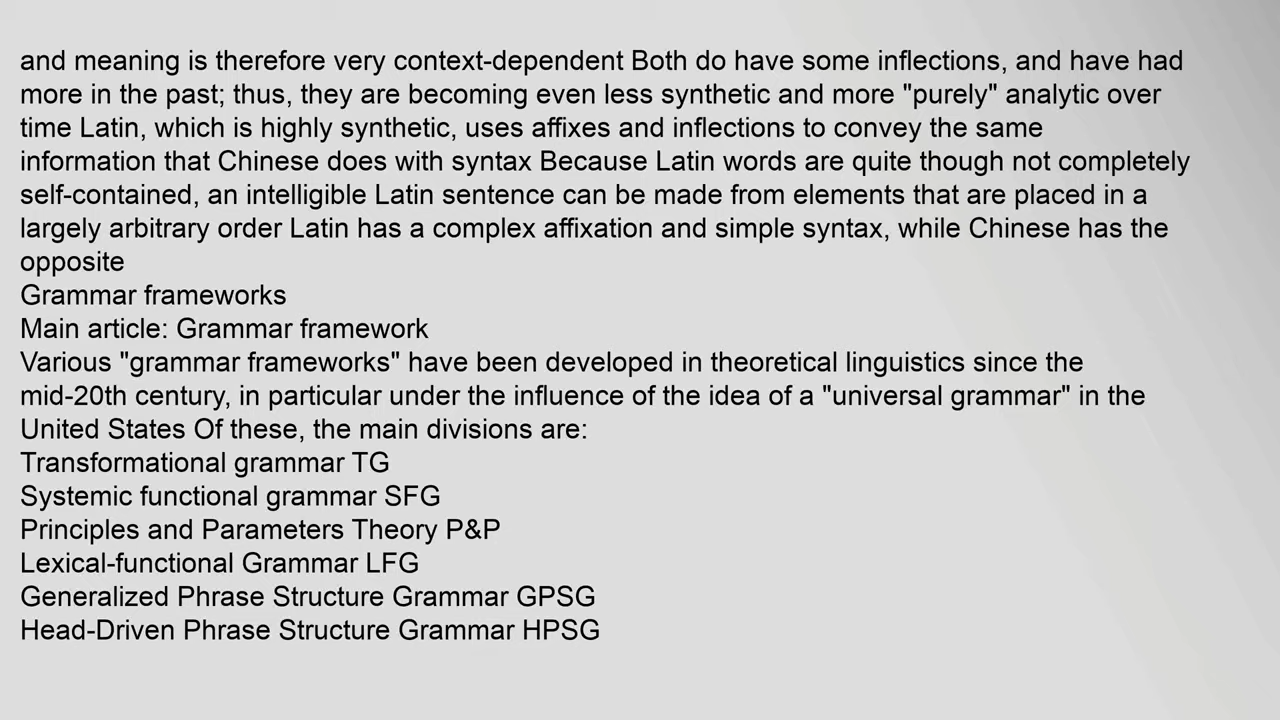 and meaning is therefore very context-dependent Both do have some inflections, and have had
more in the past; thus, they are becoming even less synthetic and more "purely" analytic over
time Latin, which is highly synthetic, uses affixes and inflections to convey the same
information that Chinese does with syntax Because Latin words are quite though not completely
self-contained, an intelligible Latin sentence can be made from elements that are placed in a
largely arbitrary order Latin has a complex affixation and simple syntax, while Chinese has the
opposite
Grammar frameworks
Main article: Grammar framework
Various "grammar frameworks" have been developed in theoretical linguistics since the
mid-20th century, in particular under the influence of the idea of a "universal grammar" in the
United States Of these, the main divisions are:
Transformational grammar TG
Systemic functional grammar SFG
Principles and Parameters Theory P&P
Lexical-functional Grammar LFG
Generalized Phrase Structure Grammar GPSG
Head-Driven Phrase Structure Grammar HPSG